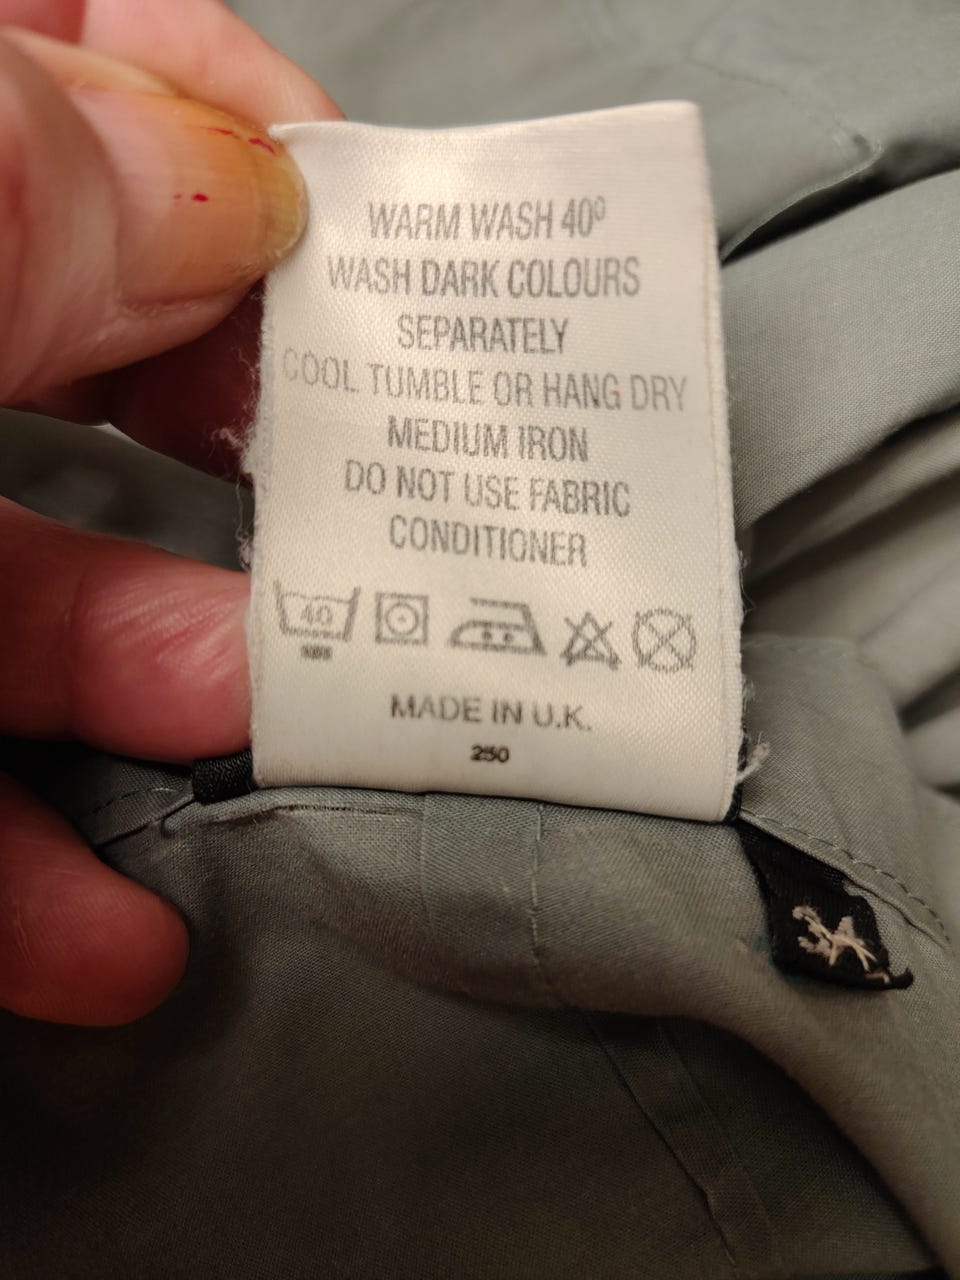 WARM WASH 40⁰
WASH DARK COLOURS
SEPARATELY
COOL TUMBLE OR HANG DRY
MEDIUM IRON
DO NOT USE FABRIC
CONDITIONER
40
MADE IN U.K.
250